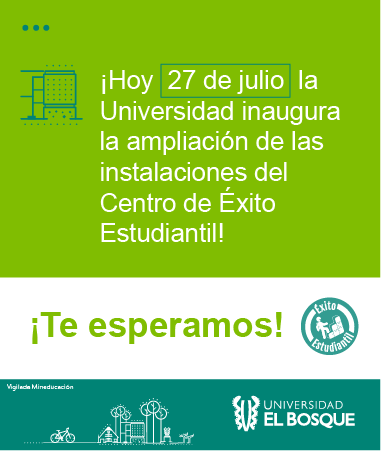 ¡Hoy 27 de julio la
Universidad inaugura
la ampliación de las
instalaciones del
Centro de Éxito
Estudiantil!
¡Te esperamos!
Éxito
Estudiantil
Vigilada Mineducación
UNIVERSIDAD
EL BOSQUE